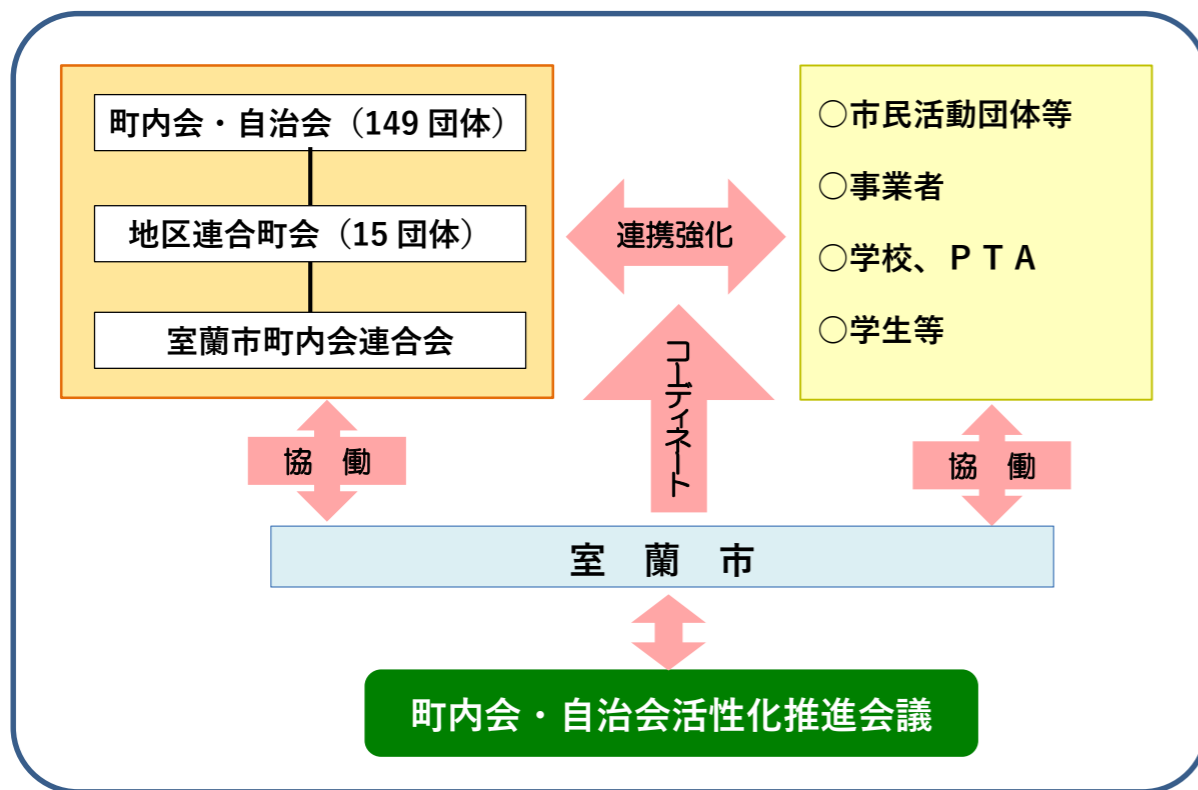 町内会・自治会（149 団体）
地区連合町会（15 団体）
室蘭市町内会連合会
連携強化
○市民活動団体等
○事業者
○学校、ＰＴＡ
○学生等
コーディネート
協　働
協　働
室　蘭　市
町内会・自治会活性化推進会議